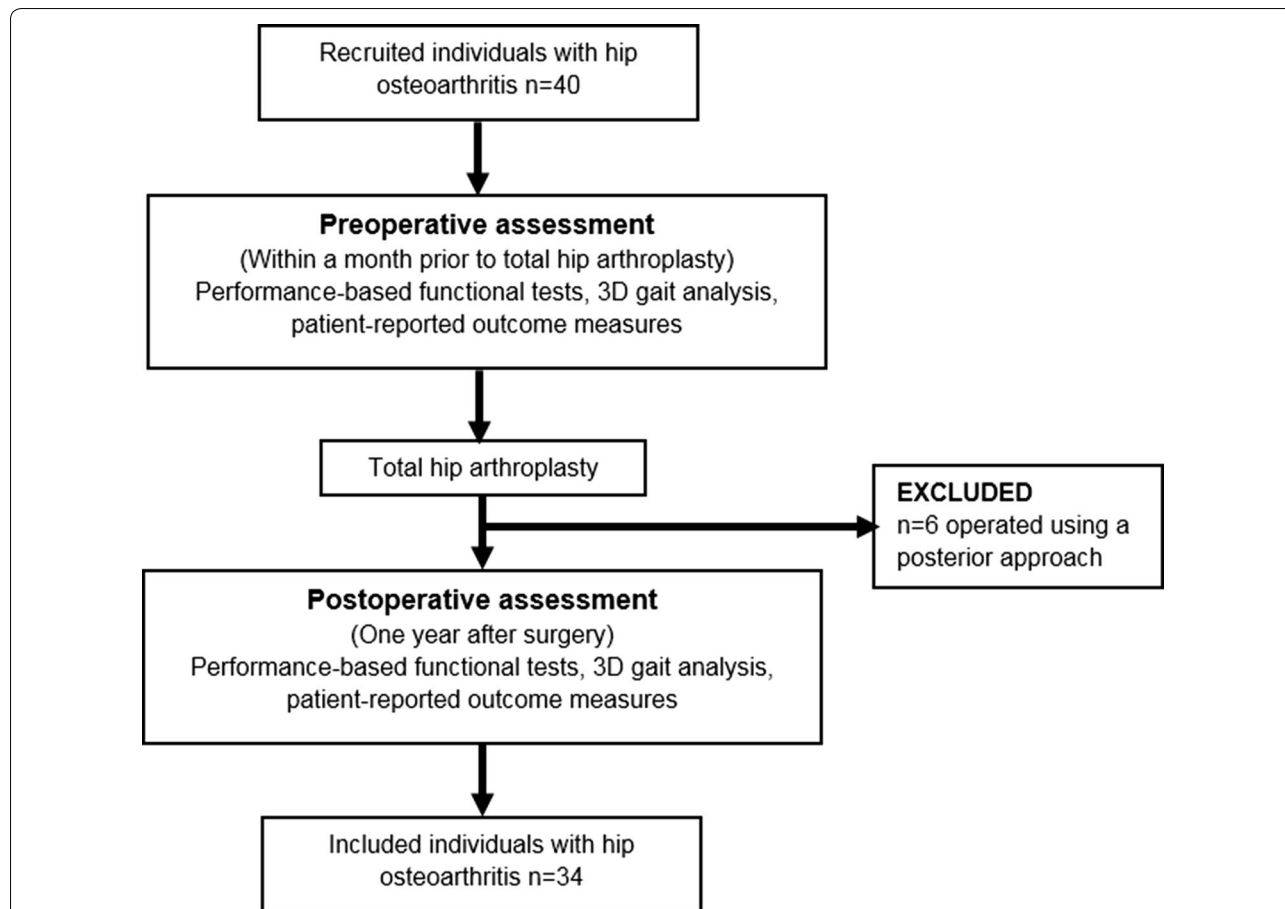 Recruited individuals with hip
osteoarthritis n=40
Preoperative assessment
(Within a month prior to total hip arthroplasty)
Performance-based functional tests, 3D gait analysis,
patient-reported outcome measures
Total hip arthroplasty
EXCLUDED
n=6 operated using a
posterior approach
Postoperative assessment
(One year after surgery)
Performance-based functional tests, 3D gait analysis,
patient-reported outcome measures
Included individuals with hip
osteoarthritis n=34